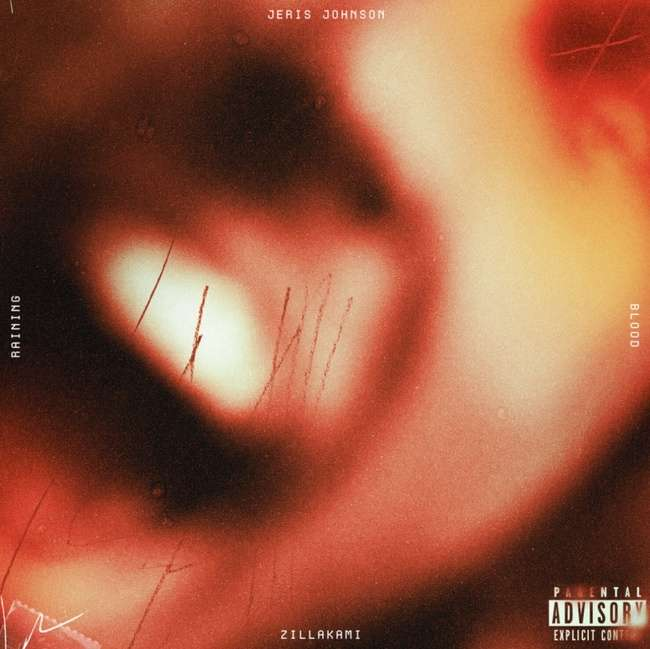 JERIS JOHNSON
RAINING
BLOOD
ZILLAKAMI
PARENTAL
ADVISORY
EXPLICIT CONTENT